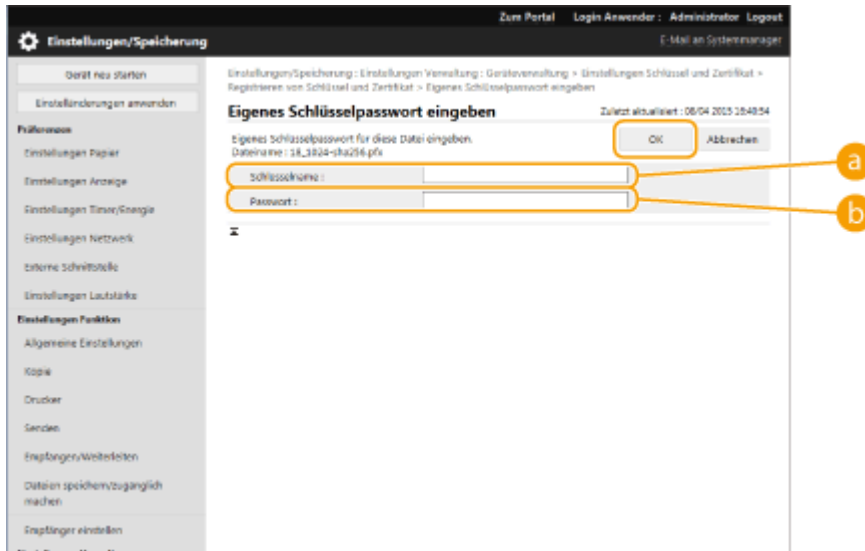 Zum Portal Login Anwender : Administrator Logout
Einstellungen/Speicherung
E-Mail an Systemmanager
Gerät neu starten
Einstelländerungen anwenden
Präferenzen
Einstellungen Papier
Einstellungen Anzeige
Einstellungen Timer/Energie
Einstellungen Netzwerk
Externe Schnittstelle
Einstellungen Lautstärke
Einstellungen Funktion
Allgemeine Einstellungen
Kopie
Drucker
Senden
Empfangen/Weiterleiten
Dateien speichern/zugänglich
machen
Empfänger einstellen
Einstellungen/Speicherung : Einstellungen Verwaltung : Geräteverwaltung > Einstellungen Schlüssel und Zertifikat >
Registrieren von Schlüssel und Zertifikat > Eigenes Schlüsselpasswort eingeben
Eigenes Schlüsselpasswort eingeben
Zuletzt aktualisiert : 08/04 2015 18:40:54
Eigenes Schlüsselpasswort für diese Datei eingeben.
Dateiname : 18_1024-sha256.pfx
OK Abbrechen
Schlüsselname :
a
Passwort :
b